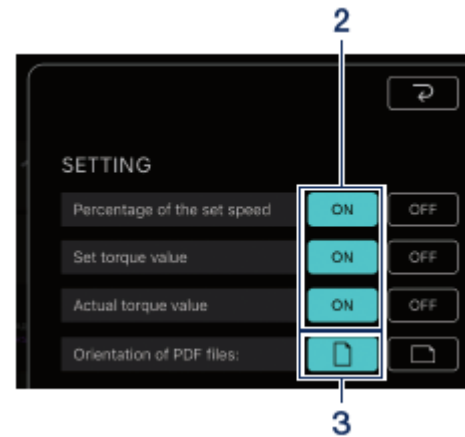 2
SETTING
Percentage of the set speed ON OFF
Set torque value ON OFF
Actual torque value ON OFF
Orientation of PDF files:
3